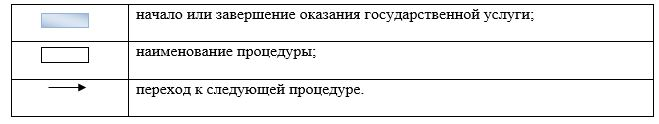 начало или завершение оказания государственной услуги;
наименование процедуры;
переход к следующей процедуре.